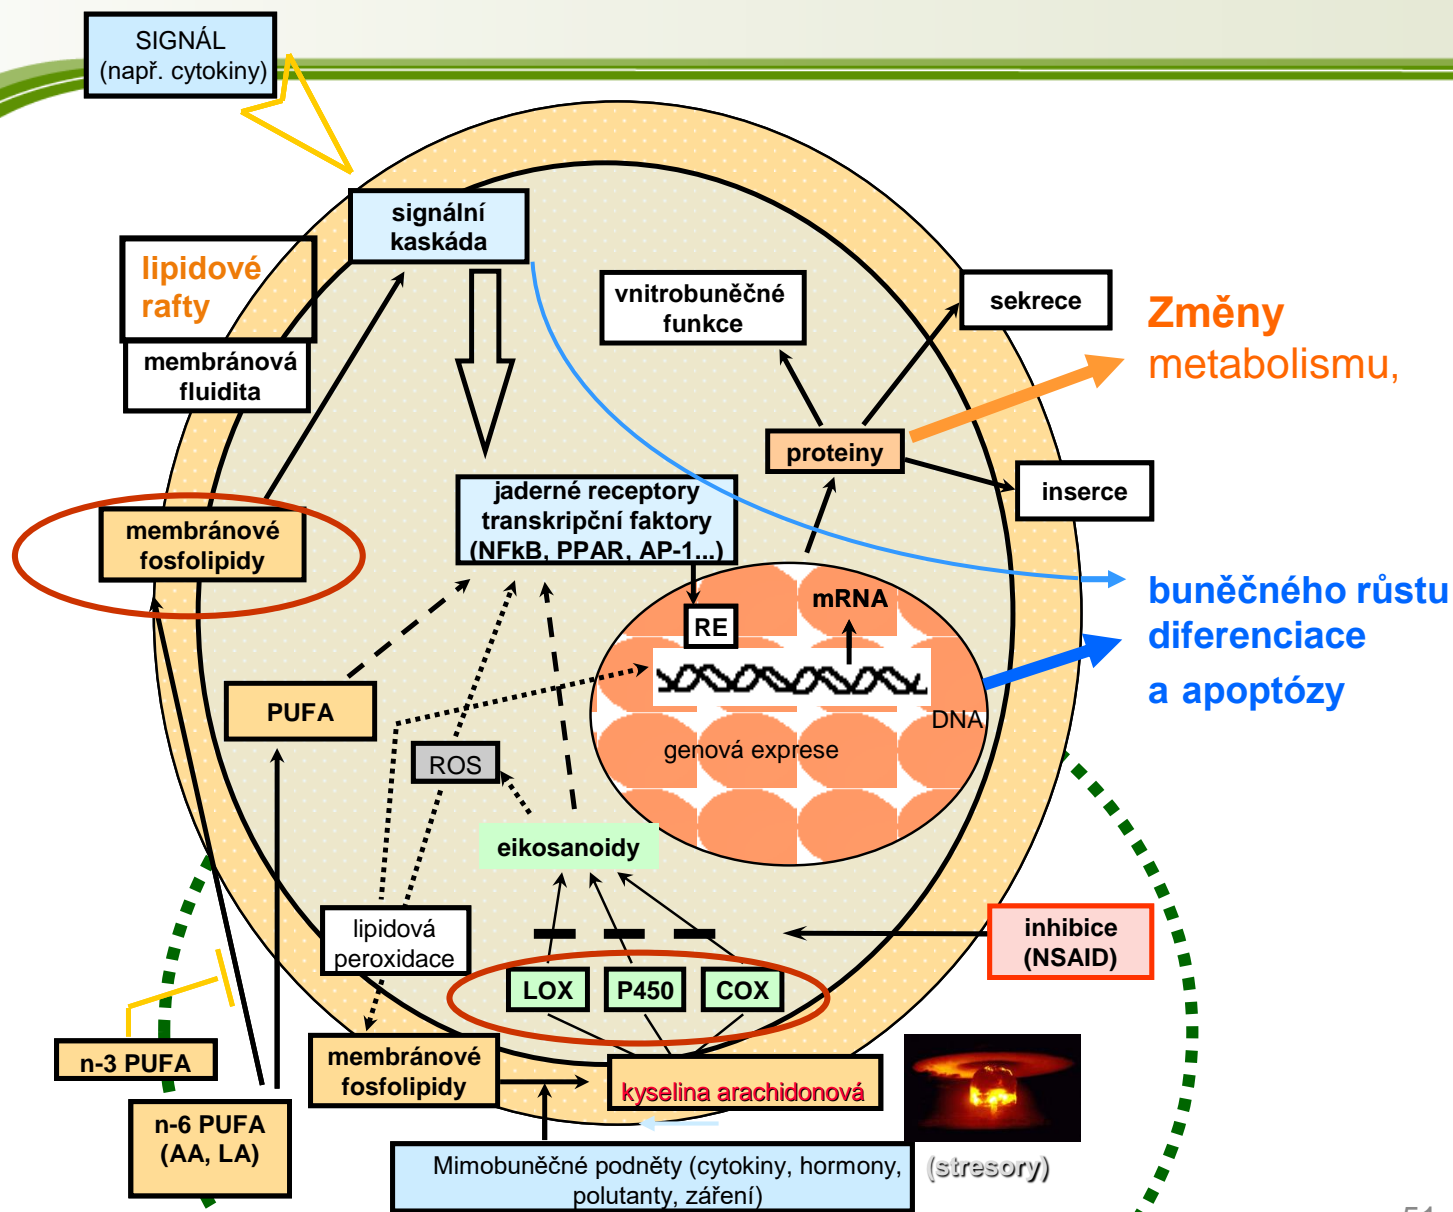 SIGNÁL
(např. cytokiny)
signální
kaskáda
lipidové
rafty
membránová
fluidita
vnitrobuněčné
funkce
sekrece
Změny
metabolismu,
proteiny
inserce
jaderné receptory
transkripční faktory
(NFkB, PPAR, AP-1...)
membránové
fosfolipidy
mRNA
RE
buněčného růstu
diferenciace
a apoptózy
PUFA
DNA
genová exprese
ROS
eikosanoidy
lipidová
peroxidace
inhibice
(NSAID)
LOX
P450
COX
n-3 PUFA
membránové
fosfolipidy
kyselina arachidonová
n-6 PUFA
(AA, LA)
Mimobuněčné podněty (cytokiny, hormony,
polutanty, záření)
(stresory)
51